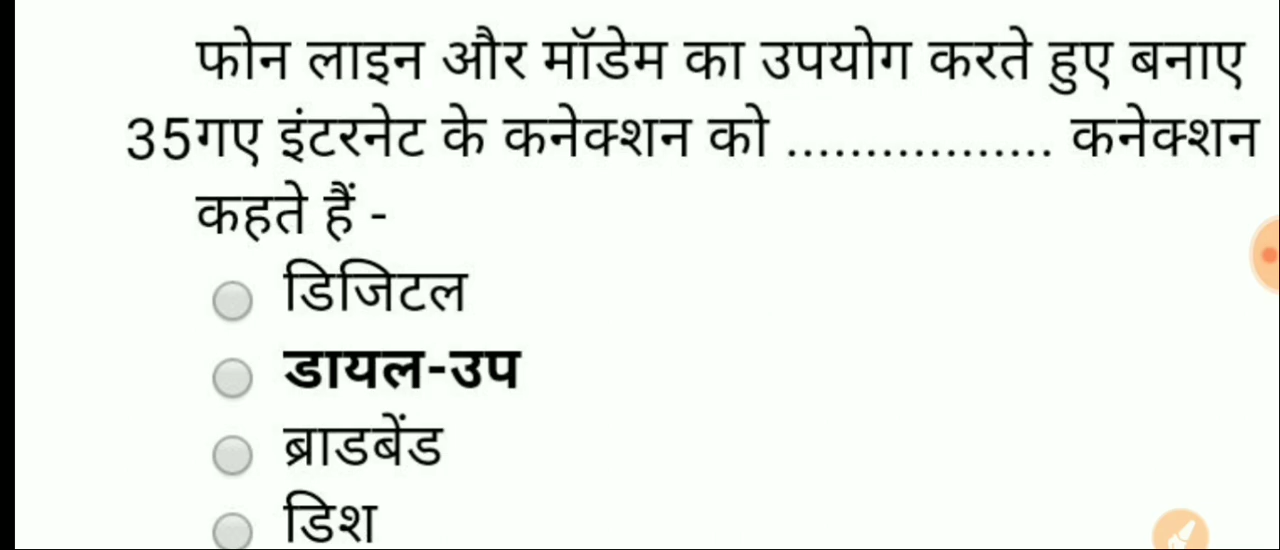 फोन लाइन और मॉडेम का उपयोग करते हुए बनाए
35गए इंटरनेट के कनेक्शन को ................. कनेक्शन
कहते हैं -
डिजिटल
डायल-उप
ब्राडबेंड
डिश